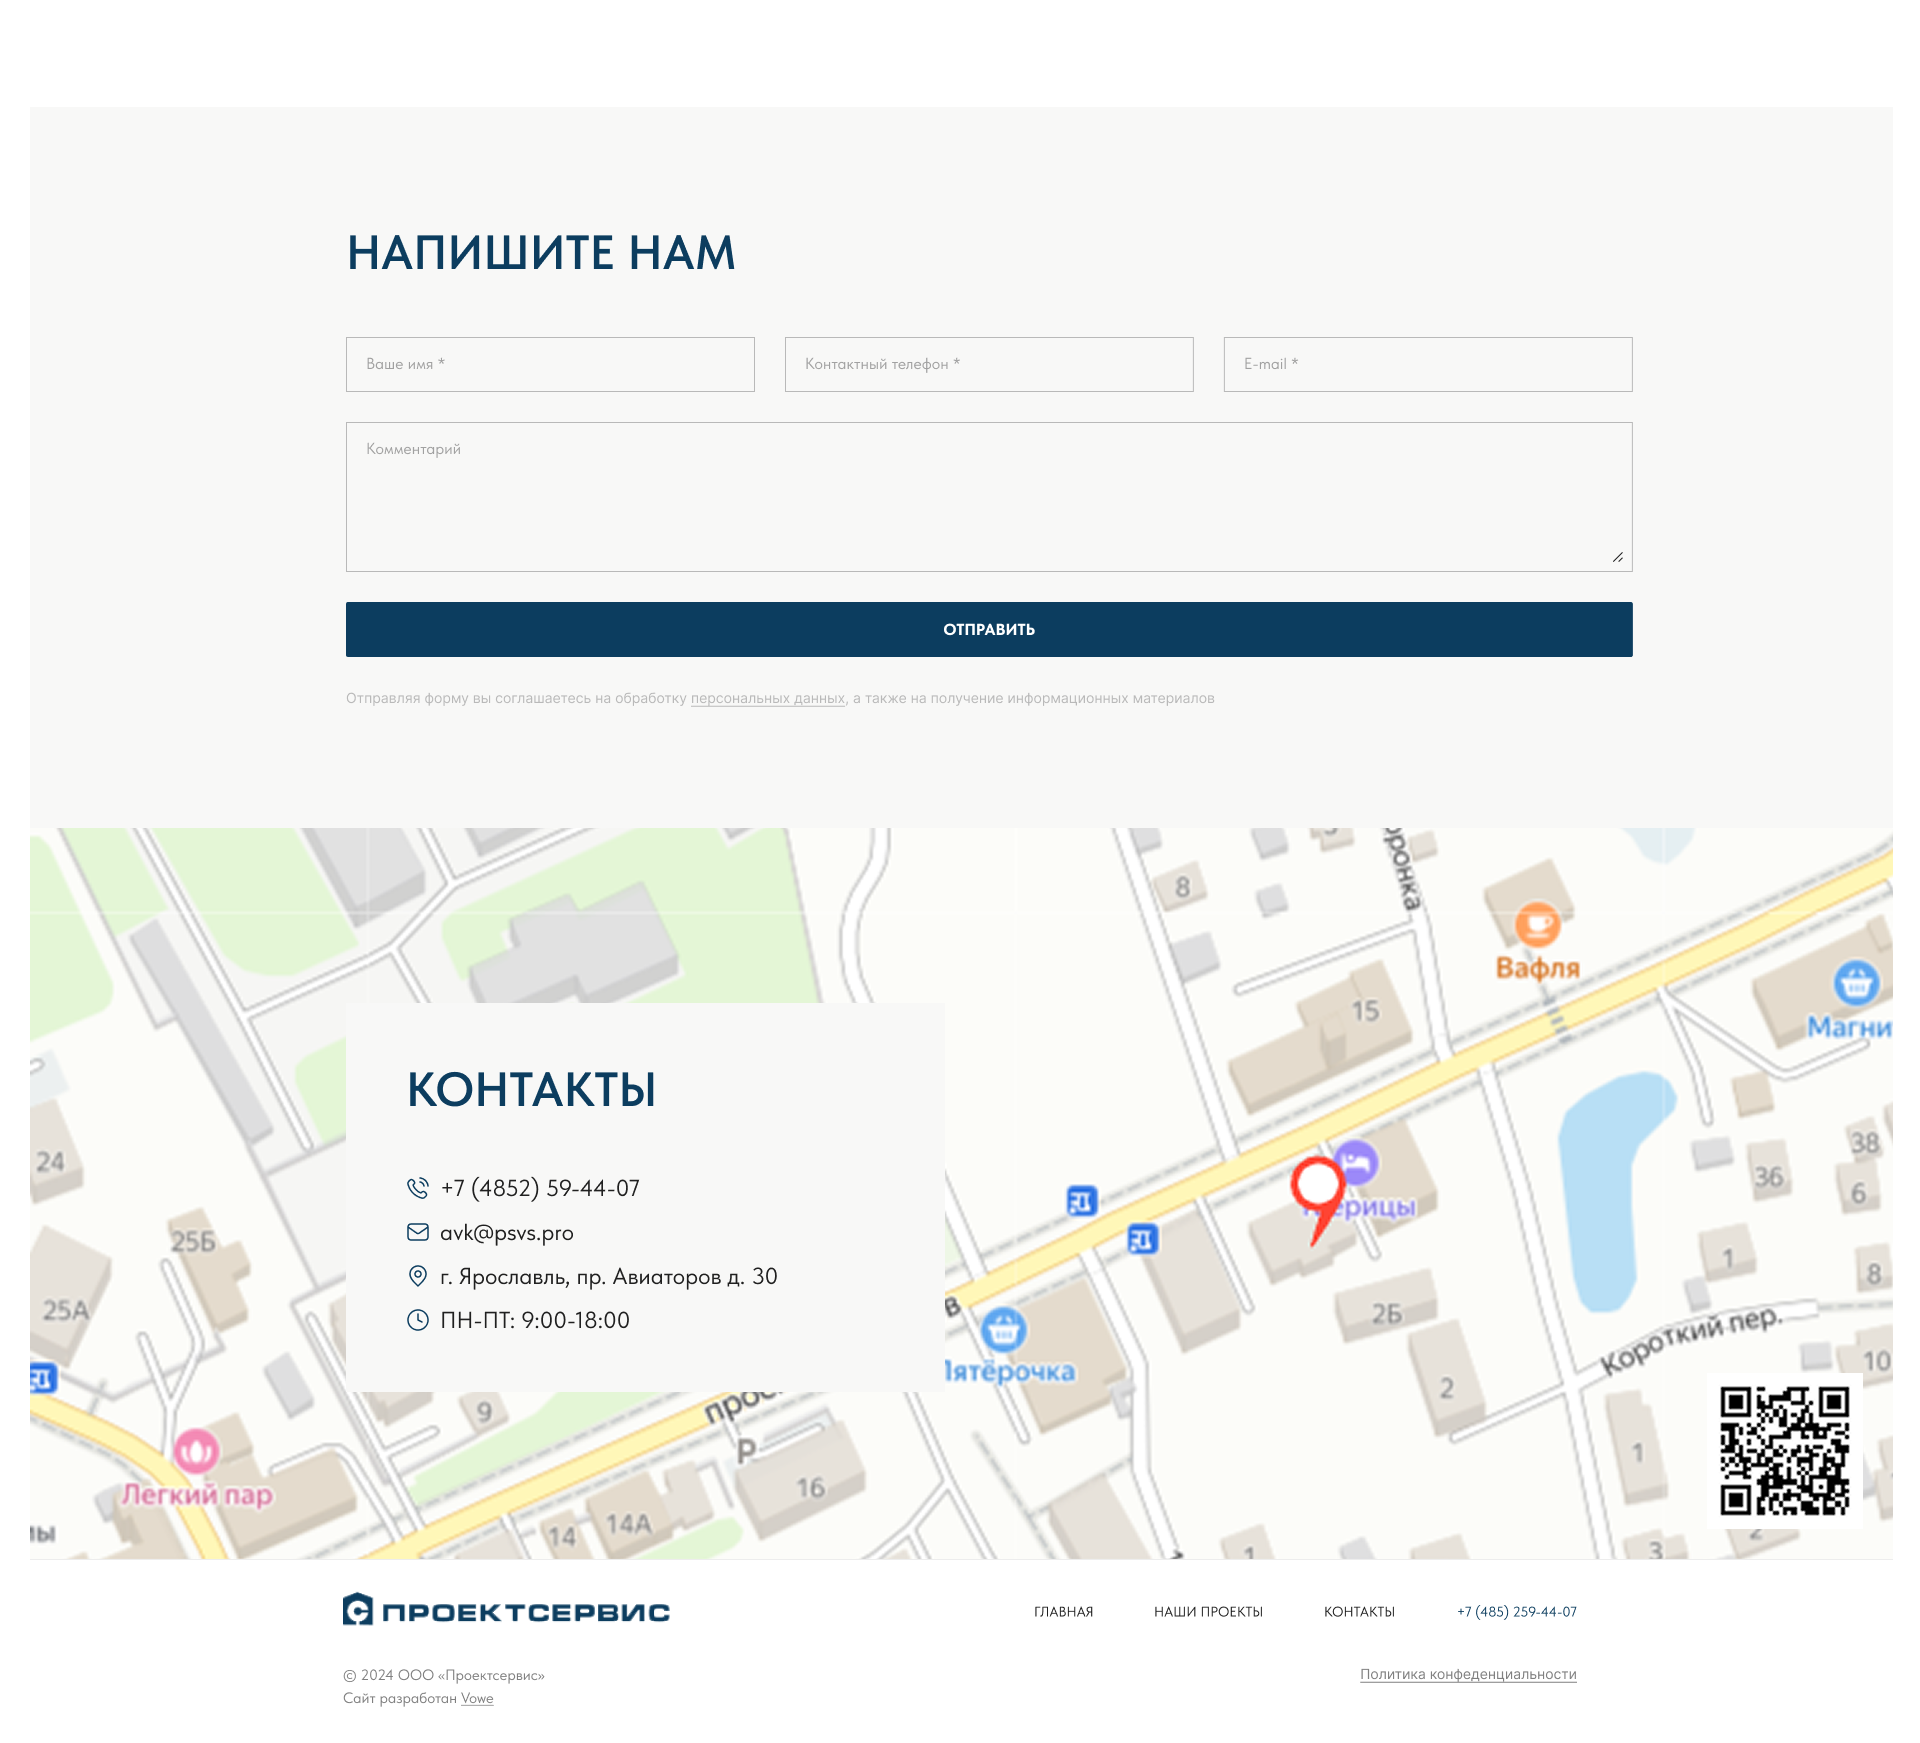 НАПИШИТЕ НАМ
Ваше имя *
Контактный телефон *
E-mail *
Комментарий
ОТПРАВИТЬ
Отправляя форму вы соглашаетесь на обработку персональных данных, а также на получение информационных материалов
8
15
Вафля
24
25Б
25А
КОНТАКТЫ
+7 (4852) 59-44-07
avk@psvs.pro
г. Ярославль, пр. Авиаторов д. 30
ПН-ПТ: 9:00-18:00
38
36
6
1
8
2Б
Короткий пер.
10
2
9
P
16
Легкий пар
14
14А
1
1
3
2
ПРОЕКТСЕРВИС
ГЛАВНАЯ
НАШИ ПРОЕКТЫ
КОНТАКТЫ
+7 (485) 259-44-07
© 2024 ООО «Проектсервис»
Сайт разработан Vowe
Политика конфеденциальности